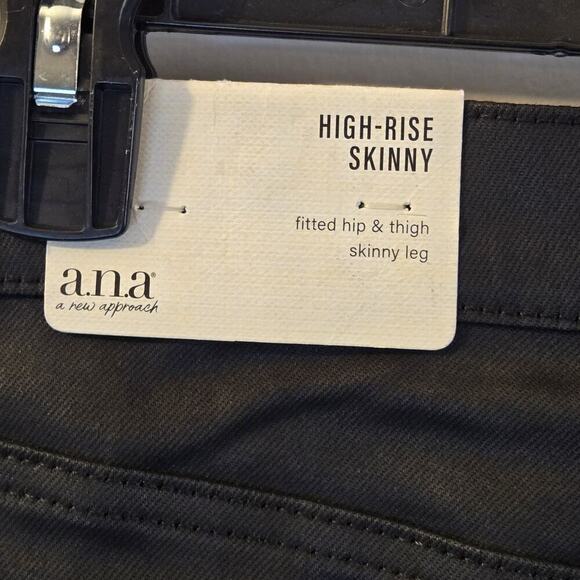 HIGH-RISE
SKINNY
fitted hip & thigh
skinny leg
a.n.a®
a new approach